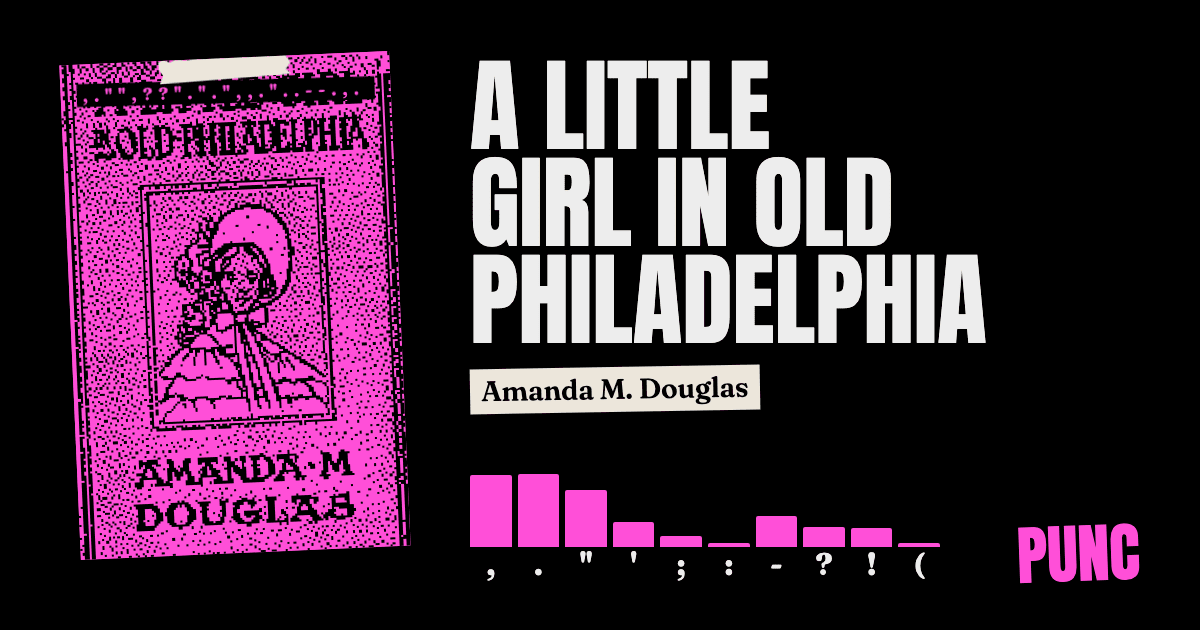 ,."",??".".",,."..--.,.
OLD·PHILADELPHIA
AMANDA·M
DOUGLAS
A LITTLE
GIRL IN OLD
PHILADELPHIA
Amanda M. Douglas
, . " ' ; : - ? ! (
PUNC